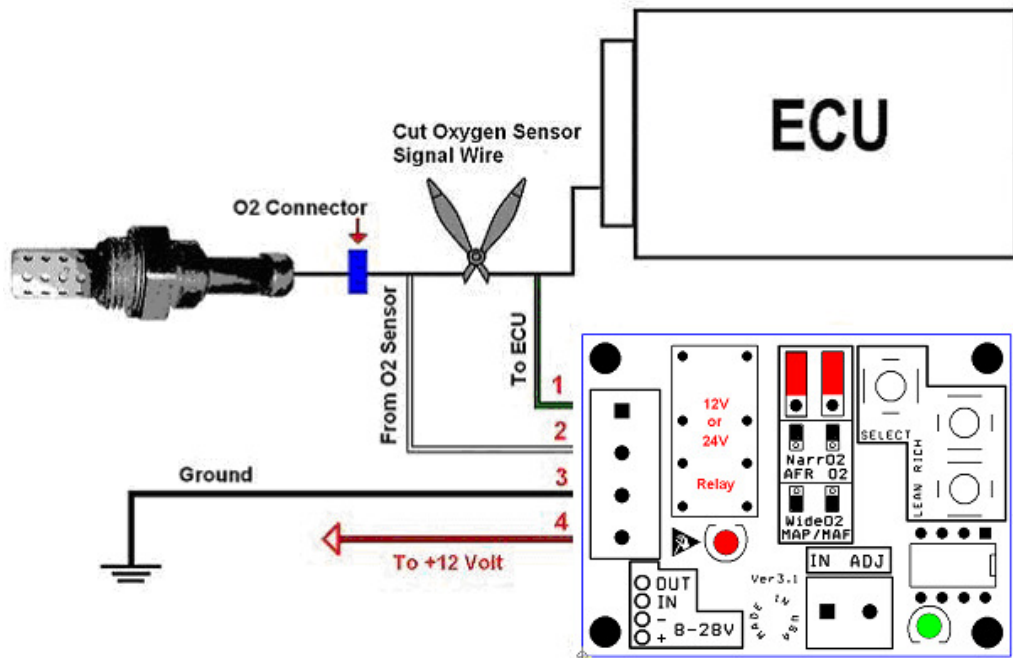 ECU
Cut Oxygen Sensor
Signal Wire
O2 Connector
From O2 Sensor
To ECU
1
2
3
4
Ground
To +12 Volt
12V
or
24V
Relay
SELECT
LEAN RICH
NarrO2
AFR O2
WideO2
MAP/MAF
IN ADJ
OUT
IN
-
+
8-28V
Ver3.1
MADE IN USA